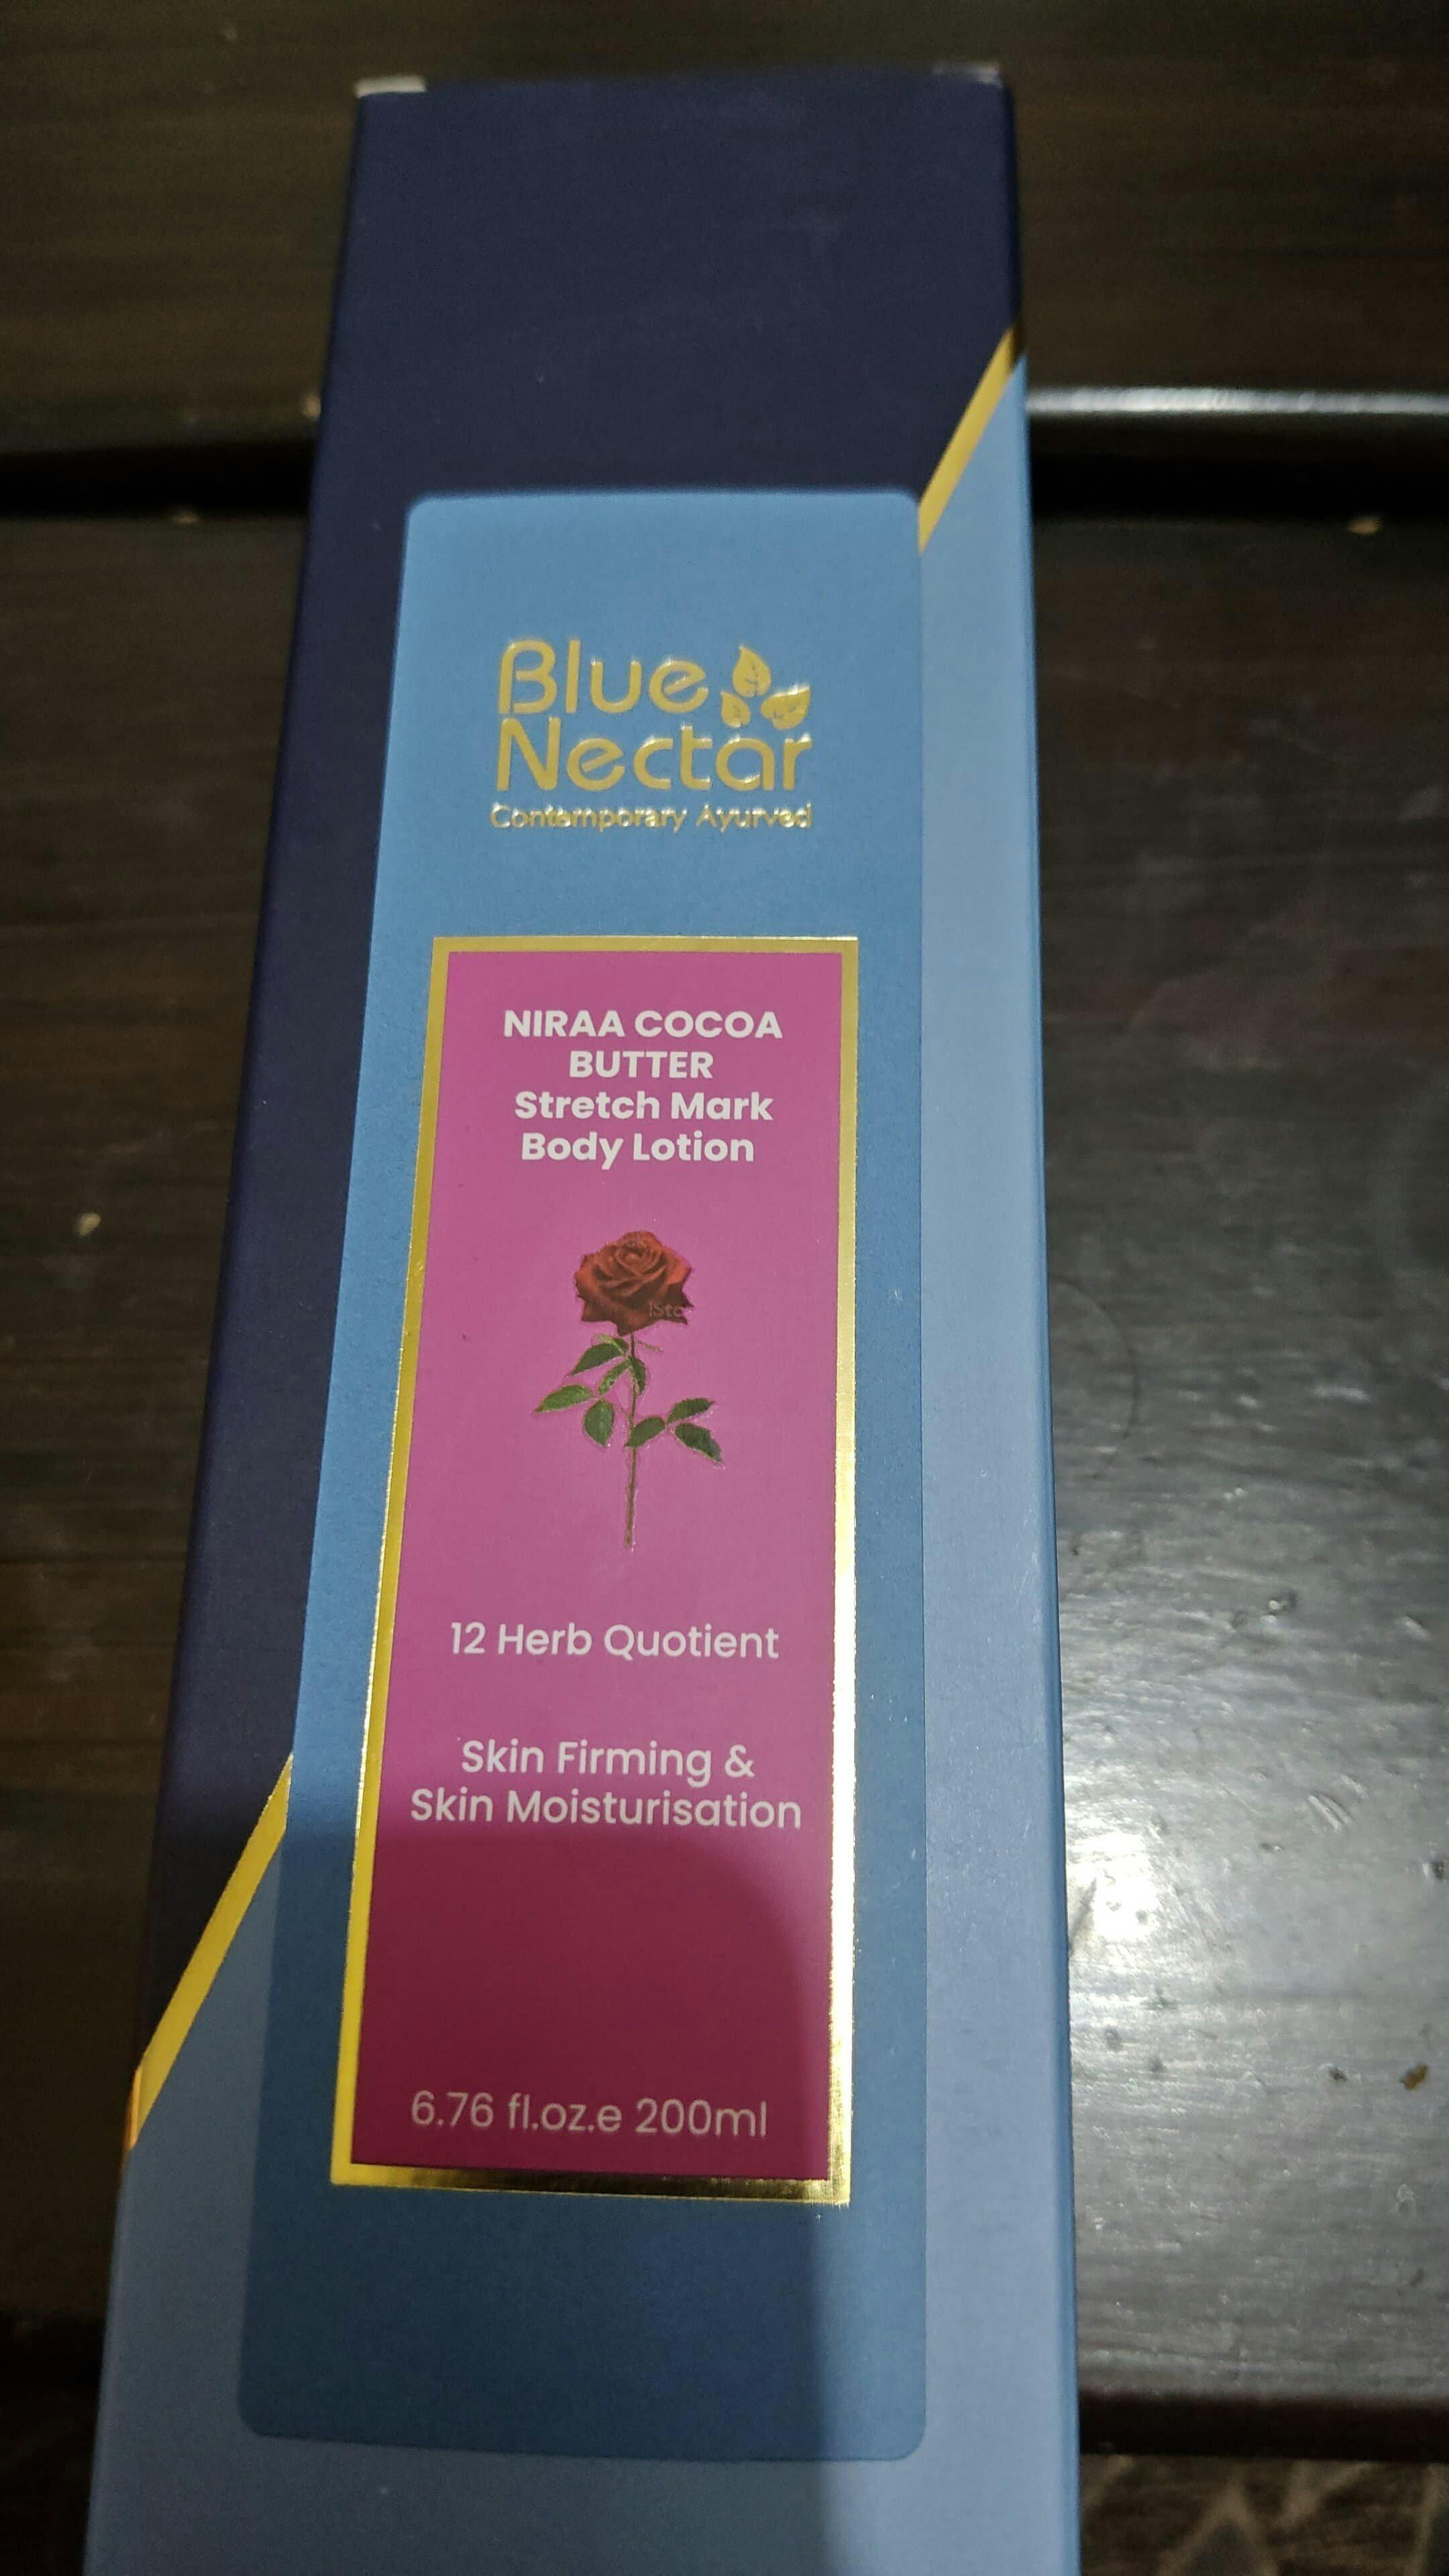 Blue
Nectar
Contemporary Ayurved
NIRAA COCOA
BUTTER
Stretch Mark
Body Lotion
iStc
12 Herb Quotient
Skin Firming &
Skin Moisturisation
6.76 fl.oz.e 200ml